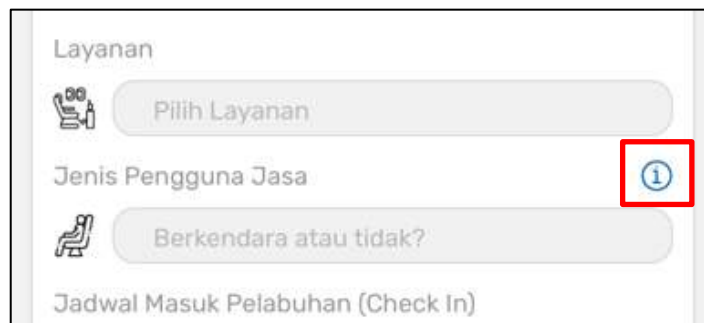 Layanan
Pilih Layanan
Jenis Pengguna Jasa
Berkendara atau tidak?
Jadwal Masuk Pelabuhan (Check In)